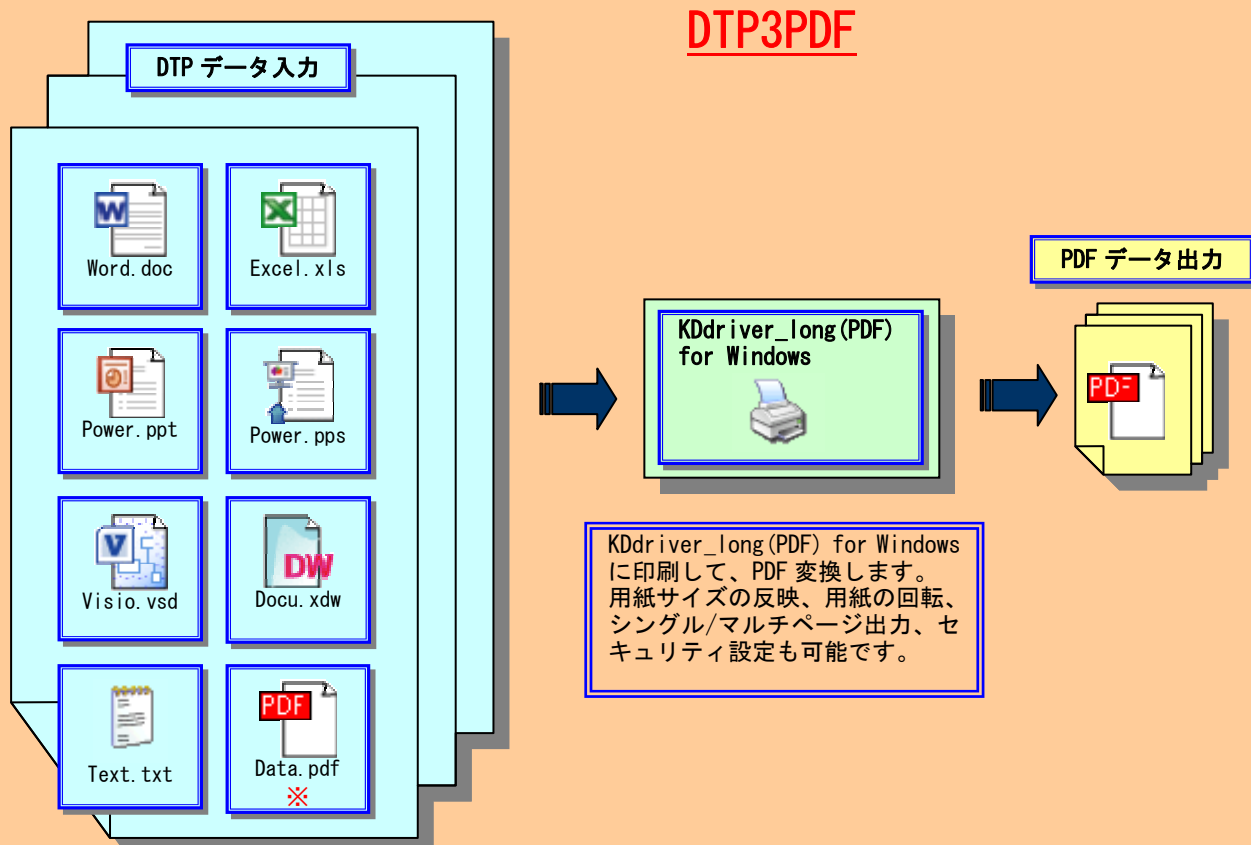 DTP3PDF
DTP データ入力
Word.doc
Excel.xls
Power.ppt
Power.pps
Visio.vsd
DW
Docu.xdw
Text.txt
PDF
Data.pdf
※
KDdriver_long(PDF)
for Windows
KDdriver_long(PDF) for Windows
に印刷して、PDF 変換します。
用紙サイズの反映、用紙の回転、
シングル/マルチページ出力、セ
キュリティ設定も可能です。
PDF データ出力
PDF